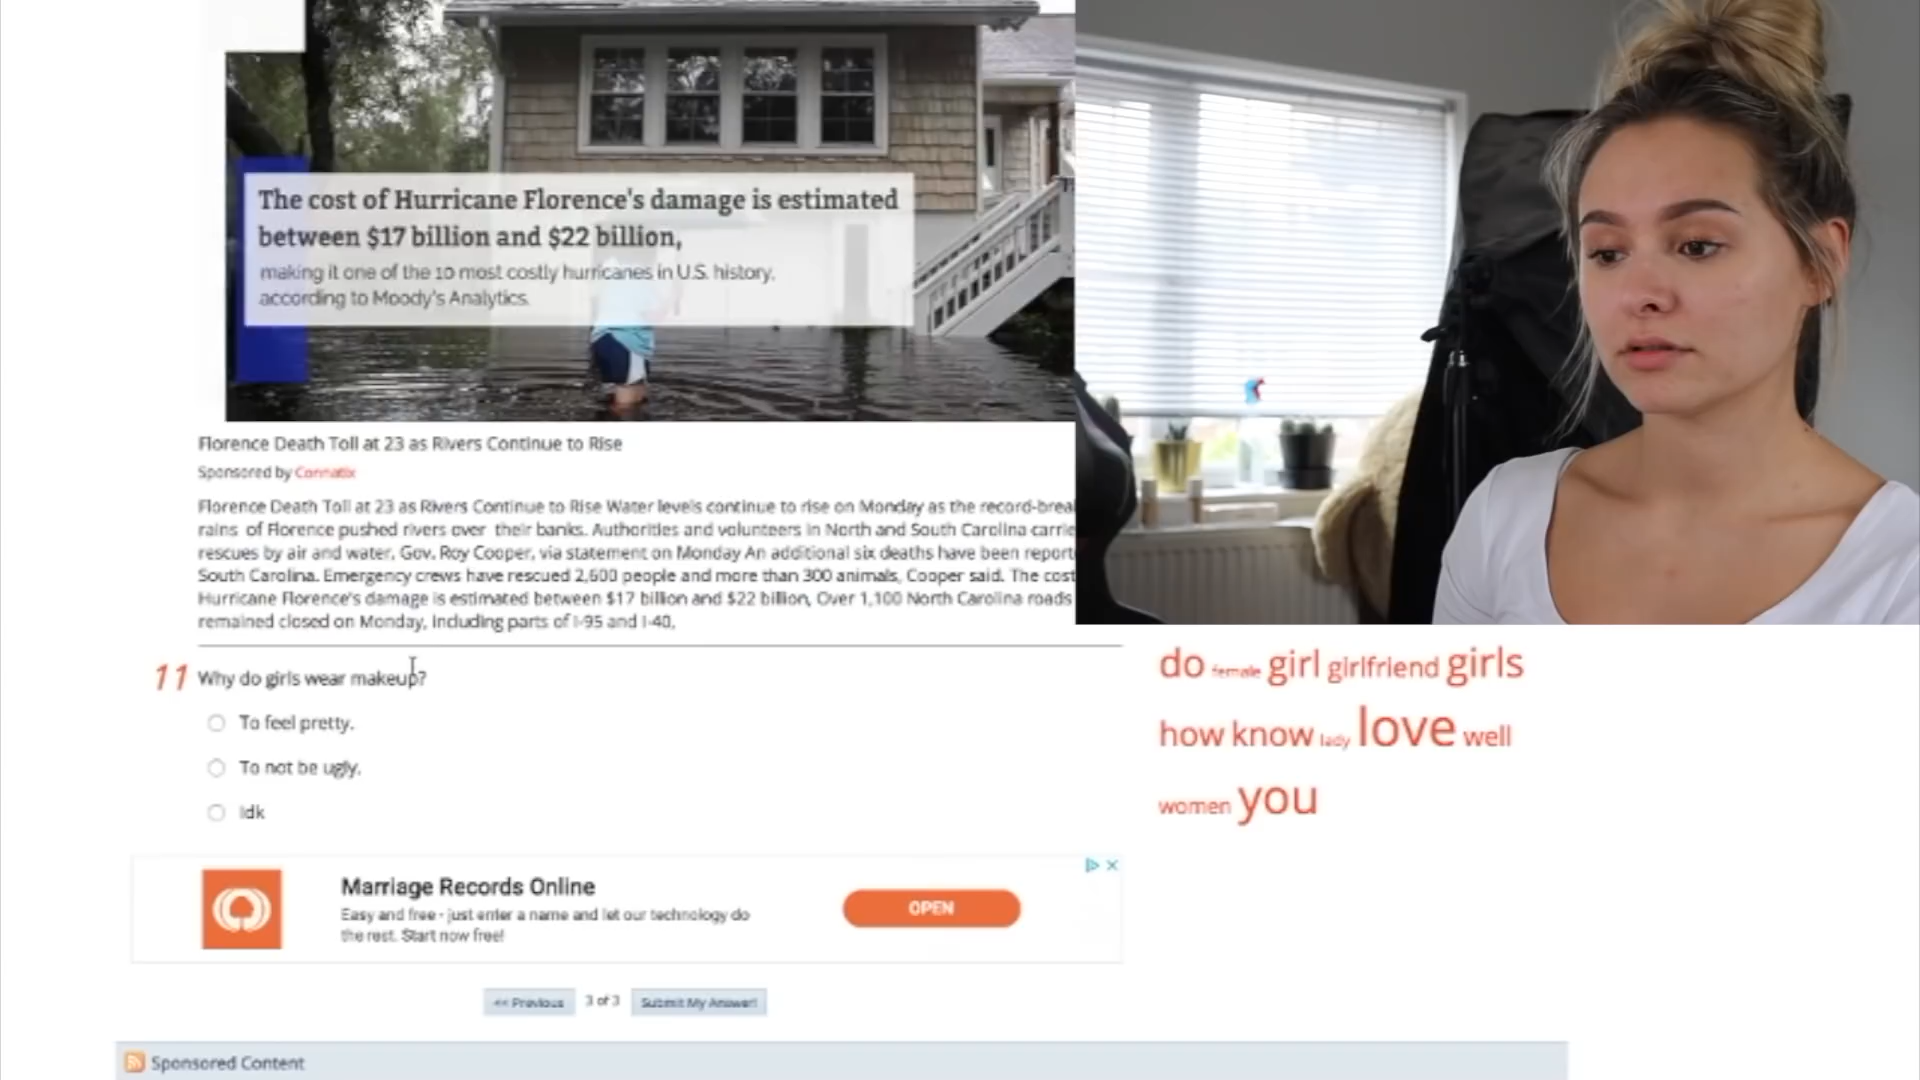 The cost of Hurricane Florence's damage is estimated
between $17 billion and $22 billion,
making it one of the 10 most costly hurricanes in U.S. history,
according to Moody's Analytics.
Florence Death Toll at 23 as Rivers Continue to Rise
Sponsored by Connatix
Florence Death Toll at 23 as Rivers Continue to Rise Water levels continue to rise on Monday as the record-brea
rains of Florence pushed rivers over their banks. Authorities and volunteers in North and South Carolina carrie
rescues by air and water, Gov. Roy Cooper, via statement on Monday An additional six deaths have been report
South Carolina. Emergency crews have rescued 2,600 people and more than 300 animals, Cooper said. The cost
Hurricane Florence's damage is estimated between $17 billion and $22 billion, Over 1,100 North Carolina roads
remained closed on Monday, including parts of I-95 and I-40,
11 Why do girls wear makeup?
To feel pretty.
To not be ugly.
Idk
do female girl girlfriend girls
how know lady love well
women you
Marriage Records Online
Easy and free - just enter a name and let our technology do
the rest. Start now free!
OPEN
<< Previous 3 of 3 Submit My Answer!
Sponsored Content